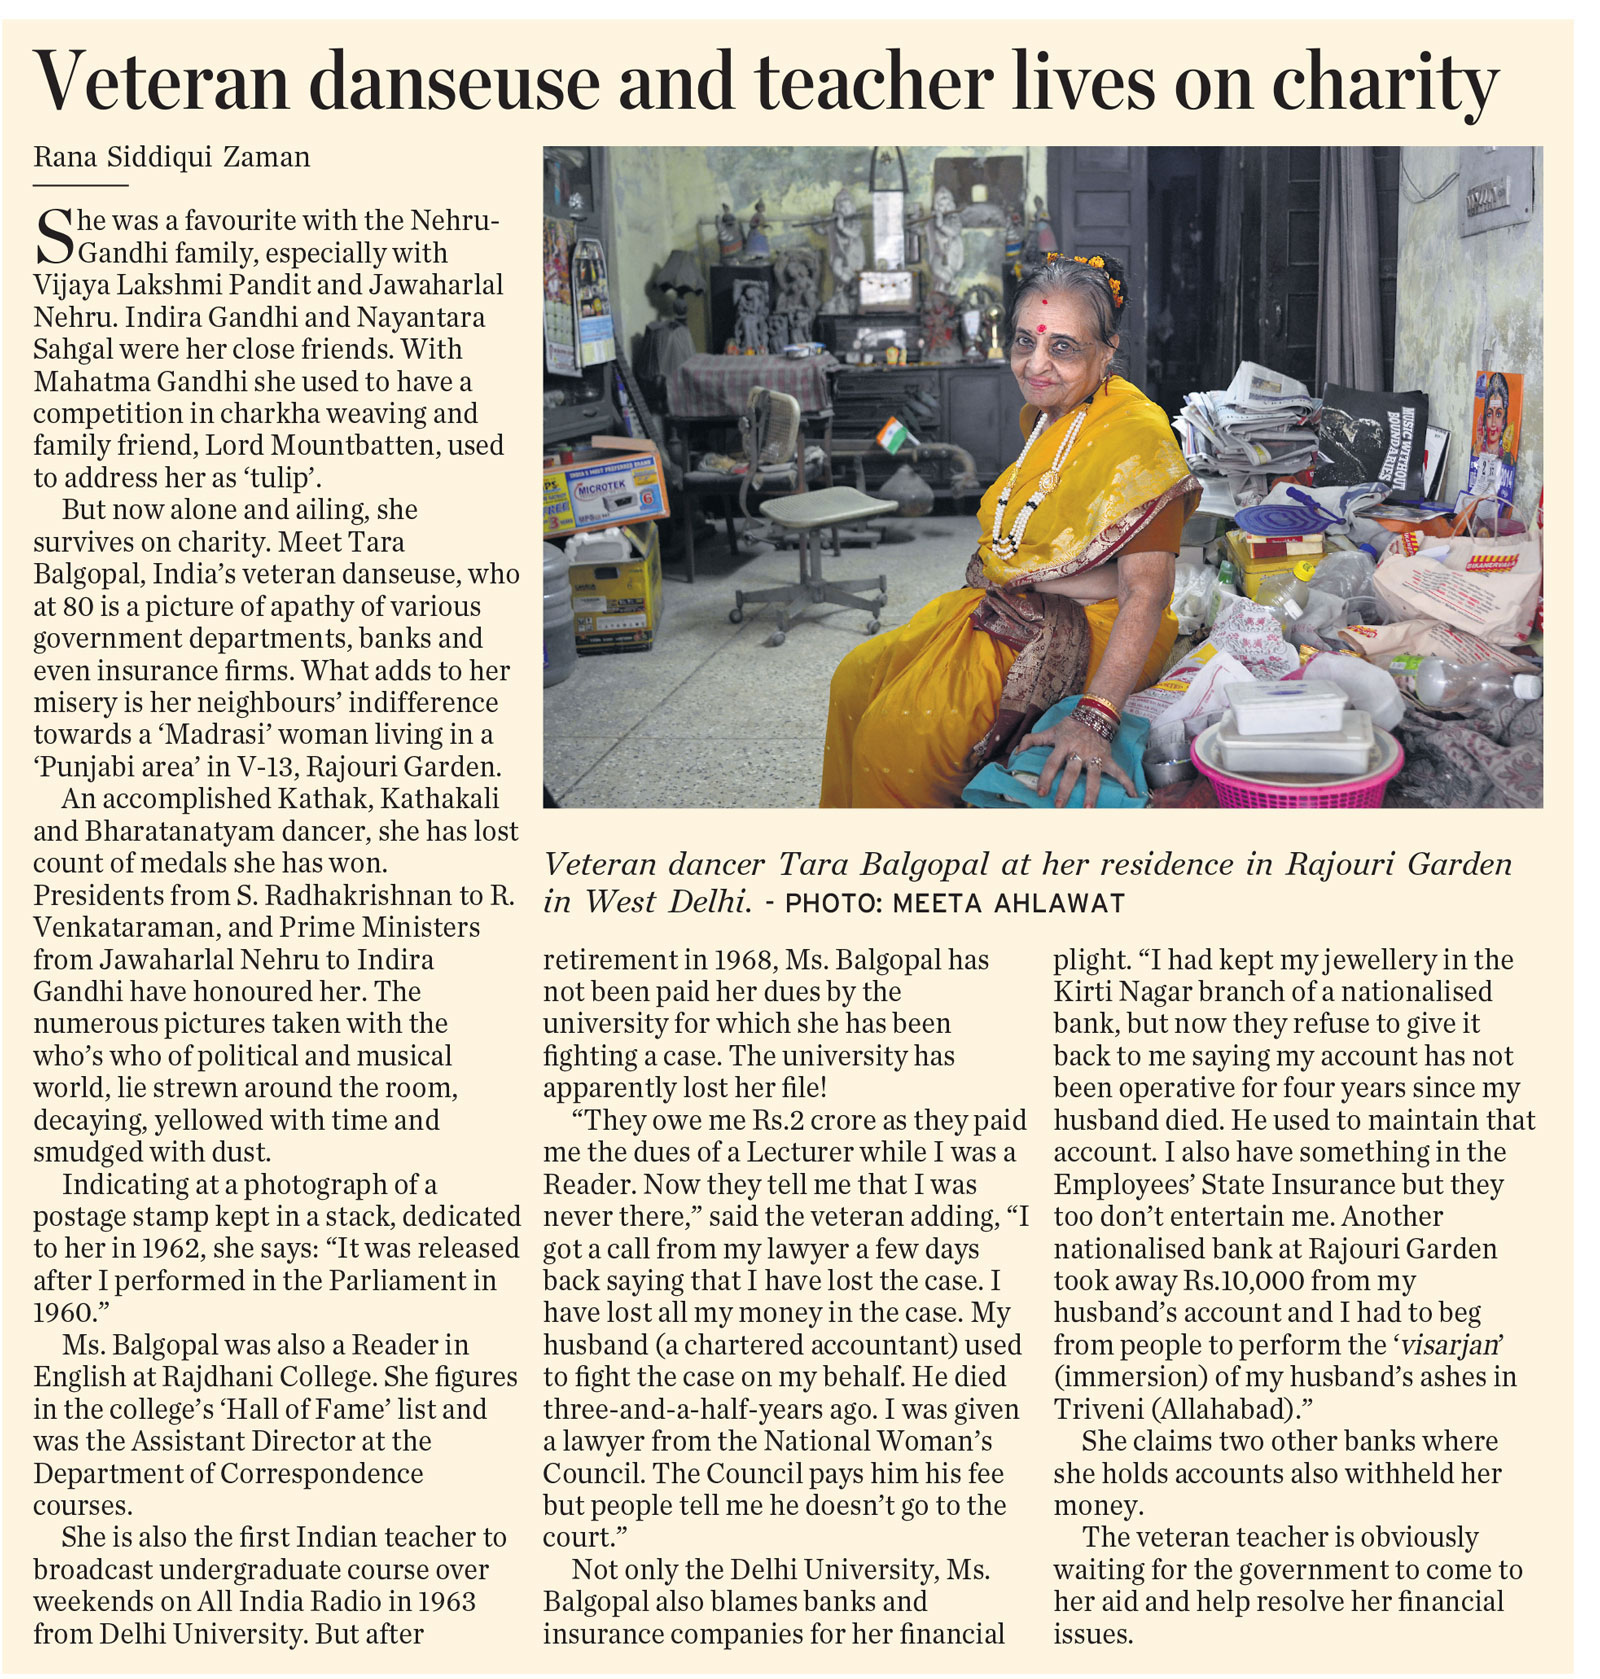 Veteran danseuse and teacher lives on charity
Rana Siddiqui Zaman
She was a favourite with the Nehru-
Gandhi family, especially with
Vijaya Lakshmi Pandit and Jawaharlal
Nehru. Indira Gandhi and Nayantara
Sahgal were her close friends. With
Mahatma Gandhi she used to have a
competition in charkha weaving and
family friend, Lord Mountbatten, used
to address her as ‘tulip’.
But now alone and ailing, she
survives on charity. Meet Tara
Balgopal, India’s veteran danseuse, who
at 80 is a picture of apathy of various
government departments, banks and
even insurance firms. What adds to her
misery is her neighbours’ indifference
towards a ‘Madrasi’ woman living in a
‘Punjabi area’ in V-13, Rajouri Garden.
An accomplished Kathak, Kathakali
and Bharatanatyam dancer, she has lost
count of medals she has won.
Presidents from S. Radhakrishnan to R.
Venkataraman, and Prime Ministers
from Jawaharlal Nehru to Indira
Gandhi have honoured her. The
numerous pictures taken with the
who’s who of political and musical
world, lie strewn around the room,
decaying, yellowed with time and
smudged with dust.
Indicating at a photograph of a
postage stamp kept in a stack, dedicated
to her in 1962, she says: “It was released
after I performed in the Parliament in
1960.”
Ms. Balgopal was also a Reader in
English at Rajdhani College. She figures
in the college’s ‘Hall of Fame’ list and
was the Assistant Director at the
Department of Correspondence
courses.
She is also the first Indian teacher to
broadcast undergraduate course over
weekends on All India Radio in 1963
from Delhi University. But after
MICROTEK
MUSIC WITHOUT
BOUNDARIES
BIKANERVALA
Veteran dancer Tara Balgopal at her residence in Rajouri Garden
in West Delhi. - PHOTO: MEETA AHLAWAT
retirement in 1968, Ms. Balgopal has
not been paid her dues by the
university for which she has been
fighting a case. The university has
apparently lost her file!
“They owe me Rs.2 crore as they paid
me the dues of a Lecturer while I was a
Reader. Now they tell me that I was
never there,” said the veteran adding, “I
got a call from my lawyer a few days
back saying that I have lost the case. I
have lost all my money in the case. My
husband (a chartered accountant) used
to fight the case on my behalf. He died
three-and-a-half-years ago. I was given
a lawyer from the National Woman’s
Council. The Council pays him his fee
but people tell me he doesn’t go to the
court.”
Not only the Delhi University, Ms.
Balgopal also blames banks and
insurance companies for her financial
plight. “I had kept my jewellery in the
Kirti Nagar branch of a nationalised
bank, but now they refuse to give it
back to me saying my account has not
been operative for four years since my
husband died. He used to maintain that
account. I also have something in the
Employees’ State Insurance but they
too don’t entertain me. Another
nationalised bank at Rajouri Garden
took away Rs.10,000 from my
husband’s account and I had to beg
from people to perform the ‘visarjan’
(immersion) of my husband’s ashes in
Triveni (Allahabad).”
She claims two other banks where
she holds accounts also withheld her
money.
The veteran teacher is obviously
waiting for the government to come to
her aid and help resolve her financial
issues.